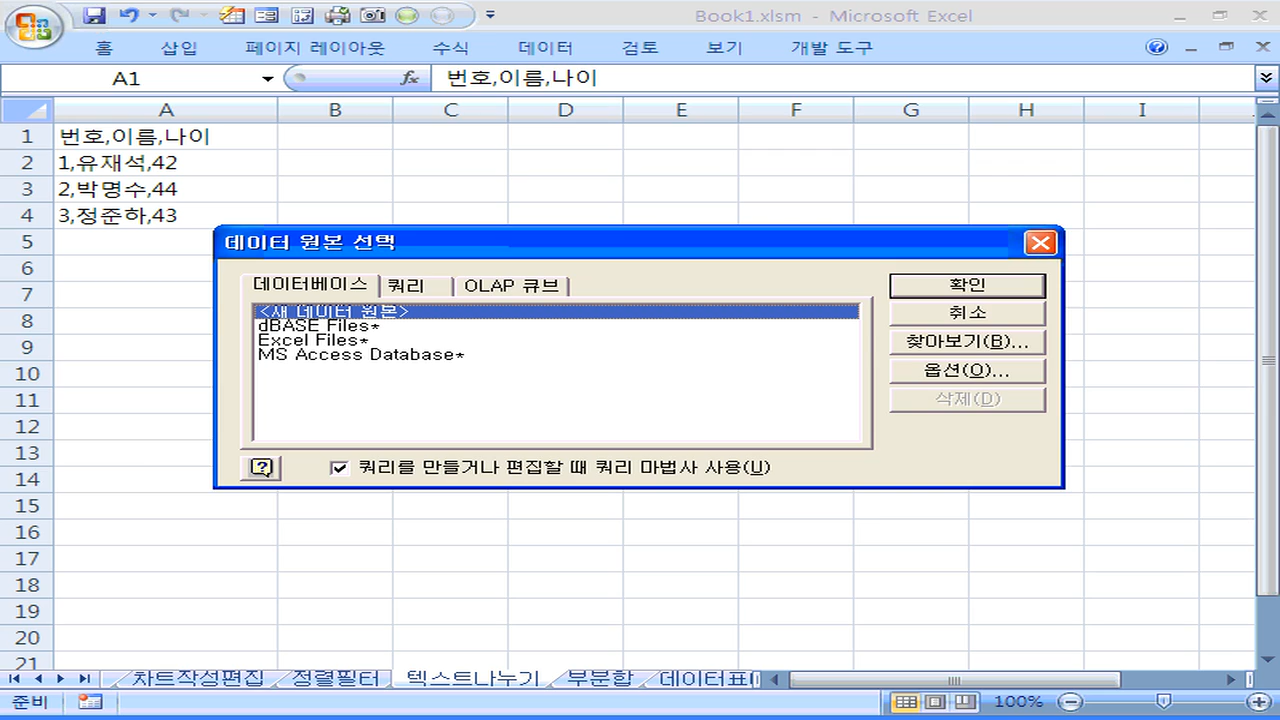 Book1.xlsm - Microsoft Excel
홈 삽입 페이지 레이아웃 수식 데이터 검토 보기 개발 도구
A1 fx 번호,이름,나이
A B C D E F G H I
1 번호,이름,나이
2 1,유재석,42
3 2,박명수,44
4 3,정준하,43
5
6
7
8
9
10
11
12
13
14
15
16
17
18
19
20
21
데이터 원본 선택
데이터베이스 쿼리 OLAP 큐브
<새 데이터 원본>
dBASE Files*
Excel Files*
MS Access Database*
확인
취소
찾아보기(B)...
옵션(O)...
삭제(D)
쿼리를 만들거나 편집할 때 쿼리 마법사 사용(U)
차트작성편집 정렬필터 텍스트나누기 부분합 데이터표
준비 100%